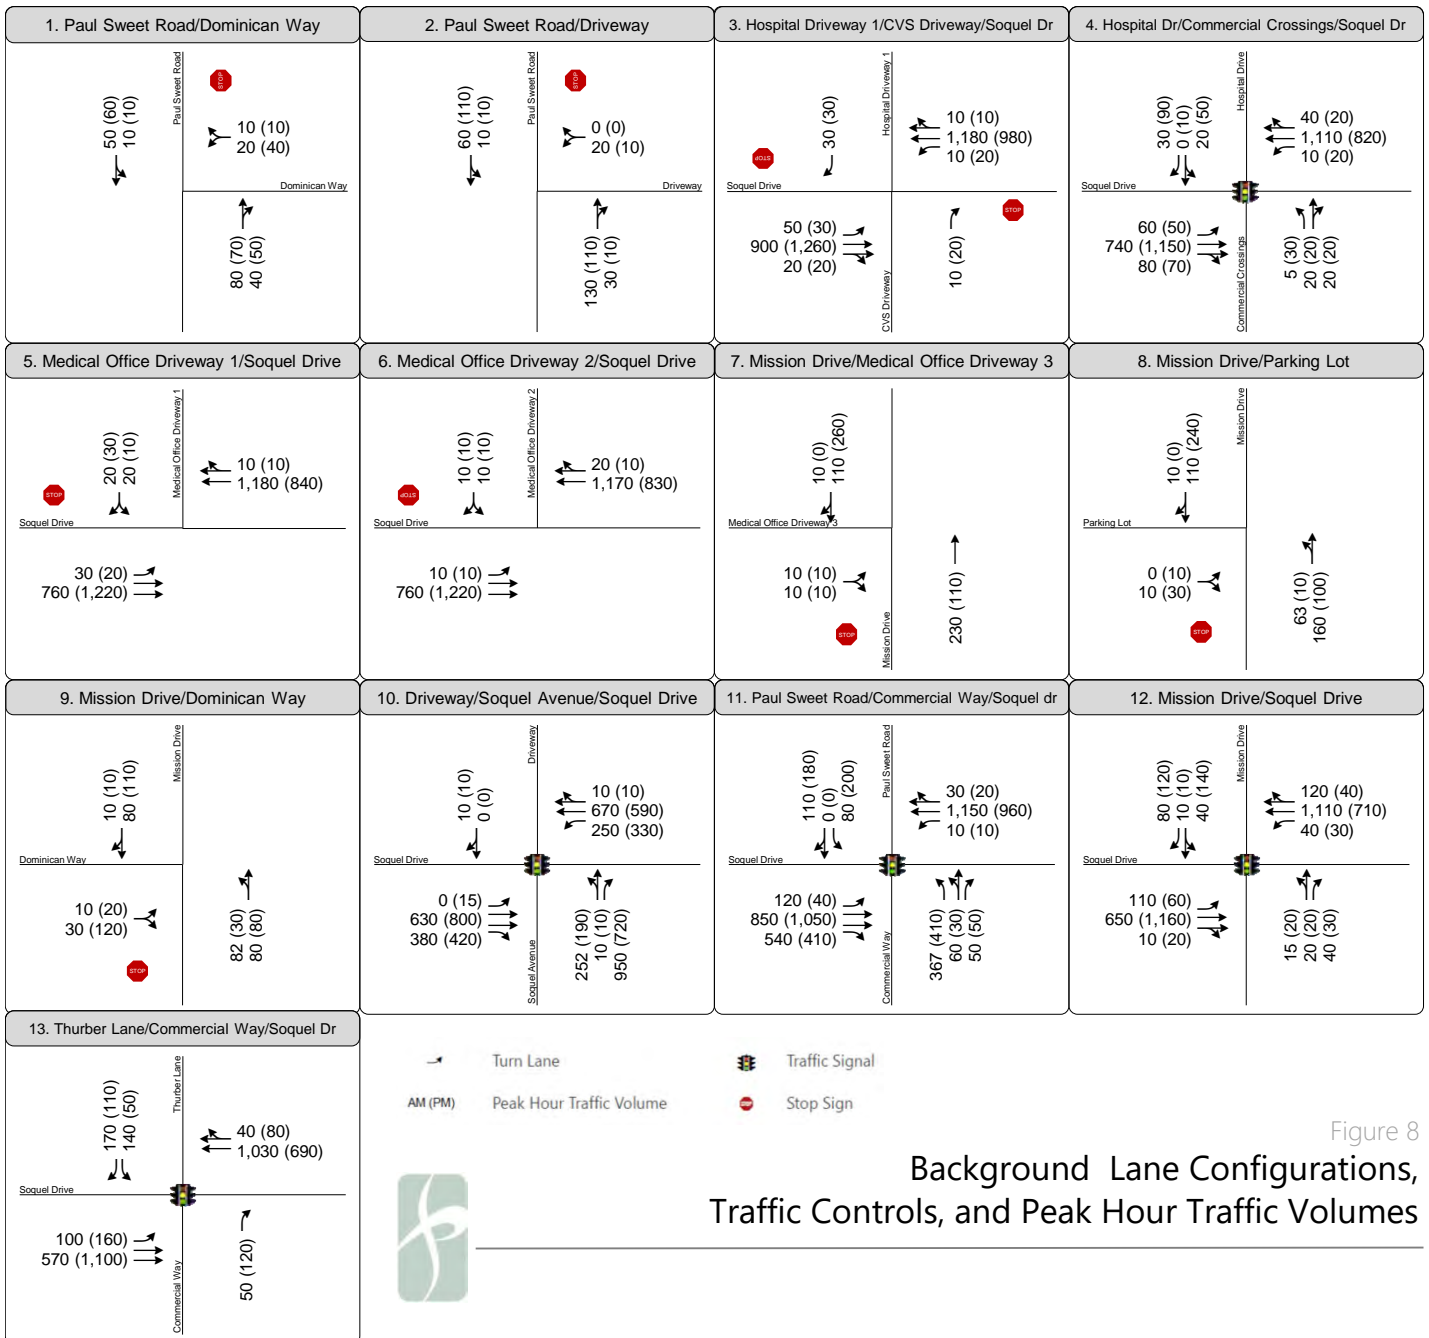 1. Paul Sweet Road/Dominican Way
Paul Sweet Road
STOP
50 (60)
10 (10)
10 (10)
20 (40)
Dominican Way
80 (70)
40 (50)
2. Paul Sweet Road/Driveway
Paul Sweet Road
STOP
60 (110)
10 (10)
0 (0)
20 (10)
Driveway
130 (110)
30 (10)
3. Hospital Driveway 1/CVS Driveway/Soquel Dr
Hospital Driveway 1
30 (30)
10 (10)
1,180 (980)
10 (20)
STOP
Soquel Drive
STOP
50 (30)
900 (1,260)
20 (20)
10 (20)
CVS Driveway
4. Hospital Dr/Commercial Crossings/Soquel Dr
Hospital Drive
30 (90)
0 (10)
20 (50)
40 (20)
1,110 (820)
10 (20)
Soquel Drive
60 (50)
740 (1,150)
80 (70)
5 (30)
20 (20)
20 (20)
Commercial Crossings
5. Medical Office Driveway 1/Soquel Drive
Medical Office Driveway 1
20 (30)
20 (10)
10 (10)
1,180 (840)
STOP
Soquel Drive
30 (20)
760 (1,220)
6. Medical Office Driveway 2/Soquel Drive
Medical Office Driveway 2
10 (10)
10 (10)
20 (10)
1,170 (830)
STOP
Soquel Drive
10 (10)
760 (1,220)
7. Mission Drive/Medical Office Driveway 3
10 (0)
110 (260)
Medical Office Driveway 3
10 (10)
10 (10)
STOP
Mission Drive
230 (110)
8. Mission Drive/Parking Lot
Mission Drive
10 (0)
110 (240)
Parking Lot
0 (10)
10 (30)
STOP
63 (10)
160 (100)
9. Mission Drive/Dominican Way
Mission Drive
10 (10)
80 (110)
Dominican Way
10 (20)
30 (120)
STOP
82 (30)
80 (80)
10. Driveway/Soquel Avenue/Soquel Drive
Driveway
10 (10)
0 (0)
10 (10)
670 (590)
250 (330)
Soquel Drive
0 (15)
630 (800)
380 (420)
252 (190)
10 (10)
950 (720)
Soquel Avenue
11. Paul Sweet Road/Commercial Way/Soquel dr
Paul Sweet Road
110 (180)
0 (0)
80 (200)
30 (20)
1,150 (960)
10 (10)
Soquel Drive
120 (40)
850 (1,050)
540 (410)
367 (410)
60 (30)
50 (50)
Commercial Way
12. Mission Drive/Soquel Drive
Mission Drive
80 (120)
10 (10)
40 (140)
120 (40)
1,110 (710)
40 (30)
Soquel Drive
110 (60)
650 (1,160)
10 (20)
15 (20)
20 (20)
40 (30)
13. Thurber Lane/Commercial Way/Soquel Dr
Thurber Lane
170 (110)
140 (50)
40 (80)
1,030 (690)
Soquel Drive
100 (160)
570 (1,100)
50 (120)
Commercial Way
Turn Lane
Traffic Signal
AM (PM)
Peak Hour Traffic Volume
STOP
Stop Sign
Figure 8
Background Lane Configurations,
Traffic Controls, and Peak Hour Traffic Volumes